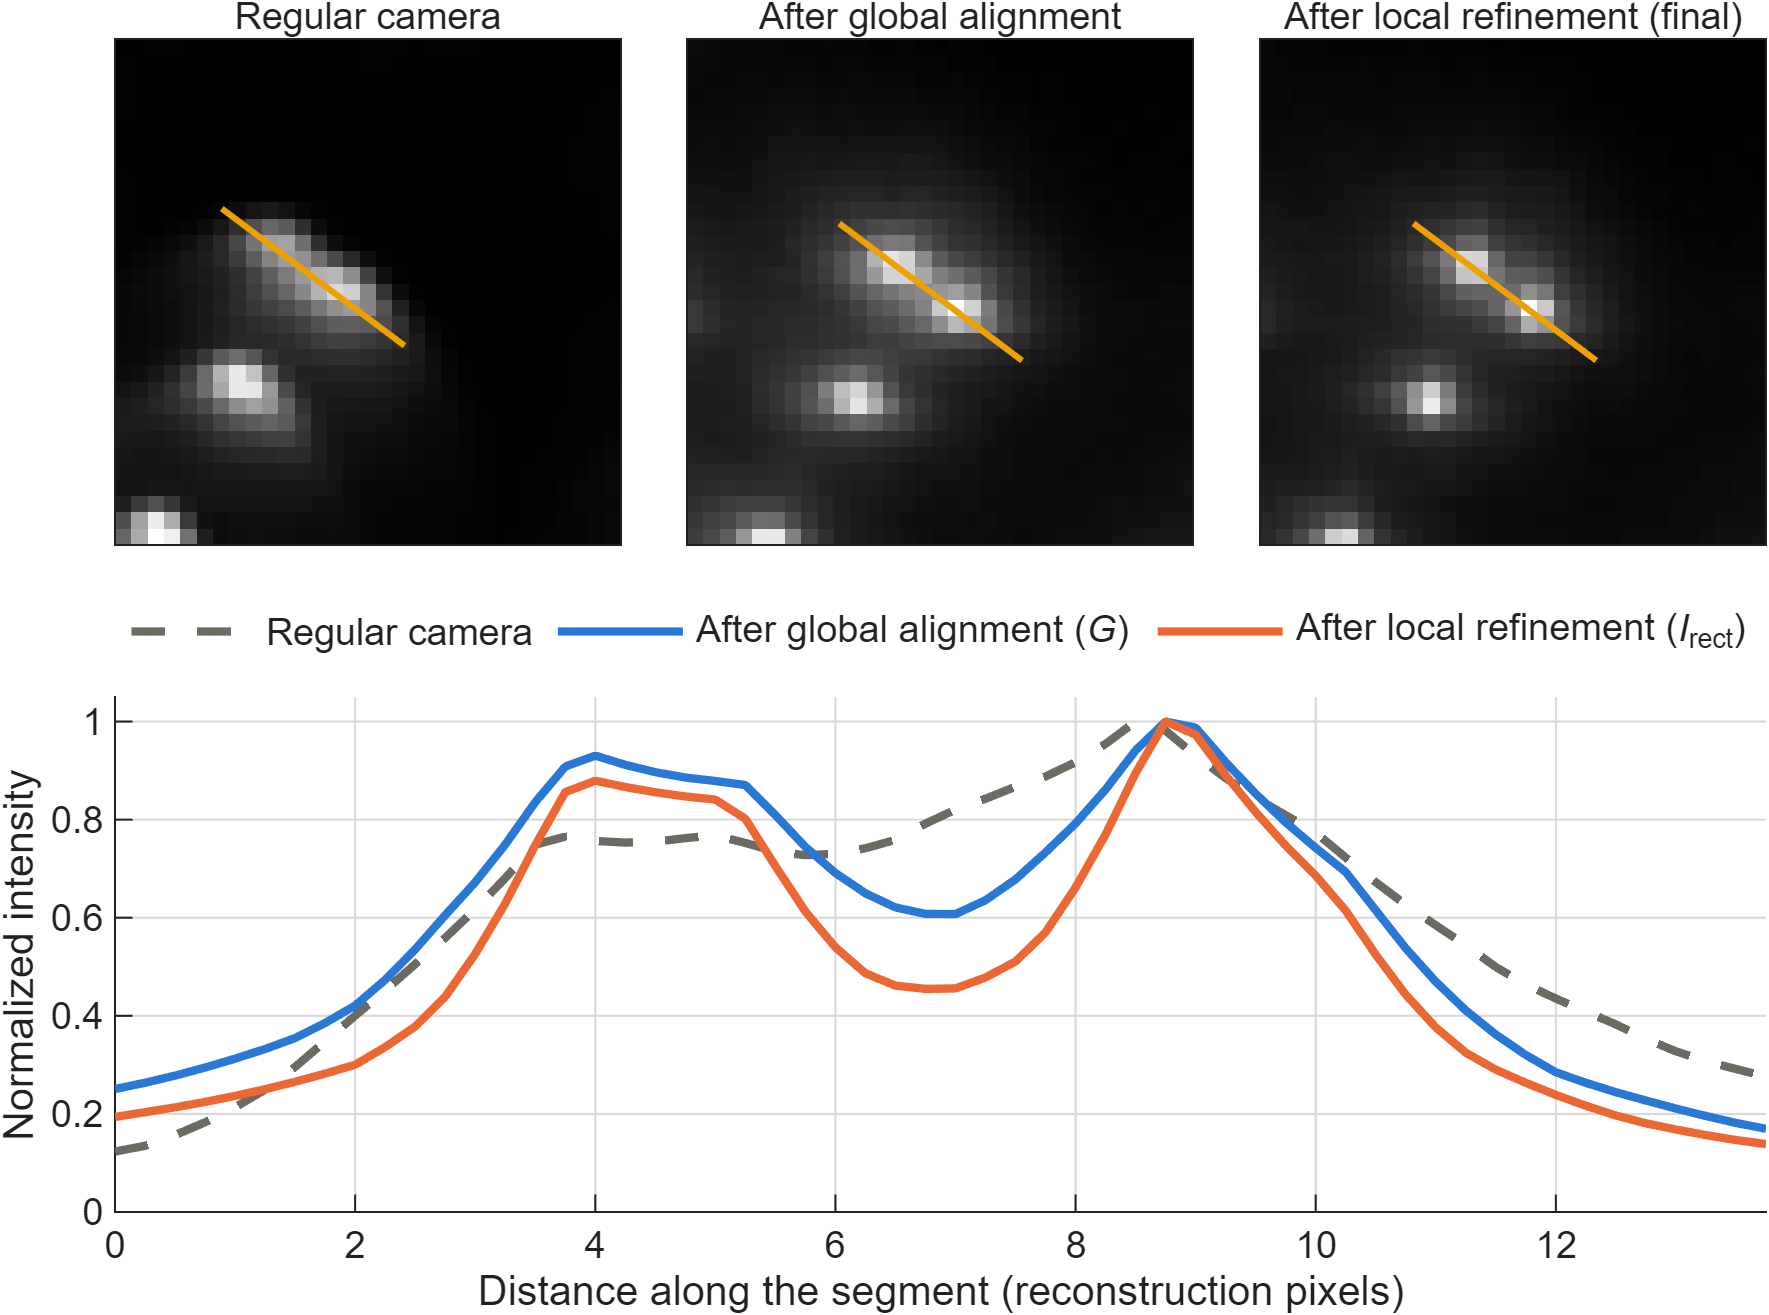 Regular camera After global alignment After local refinement (final)
Regular camera After global alignment (G) After local refinement (Irect)
Normalized intensity
1
0.8
0.6
0.4
0.2
0
0 2 4 6 8 10 12
Distance along the segment (reconstruction pixels)